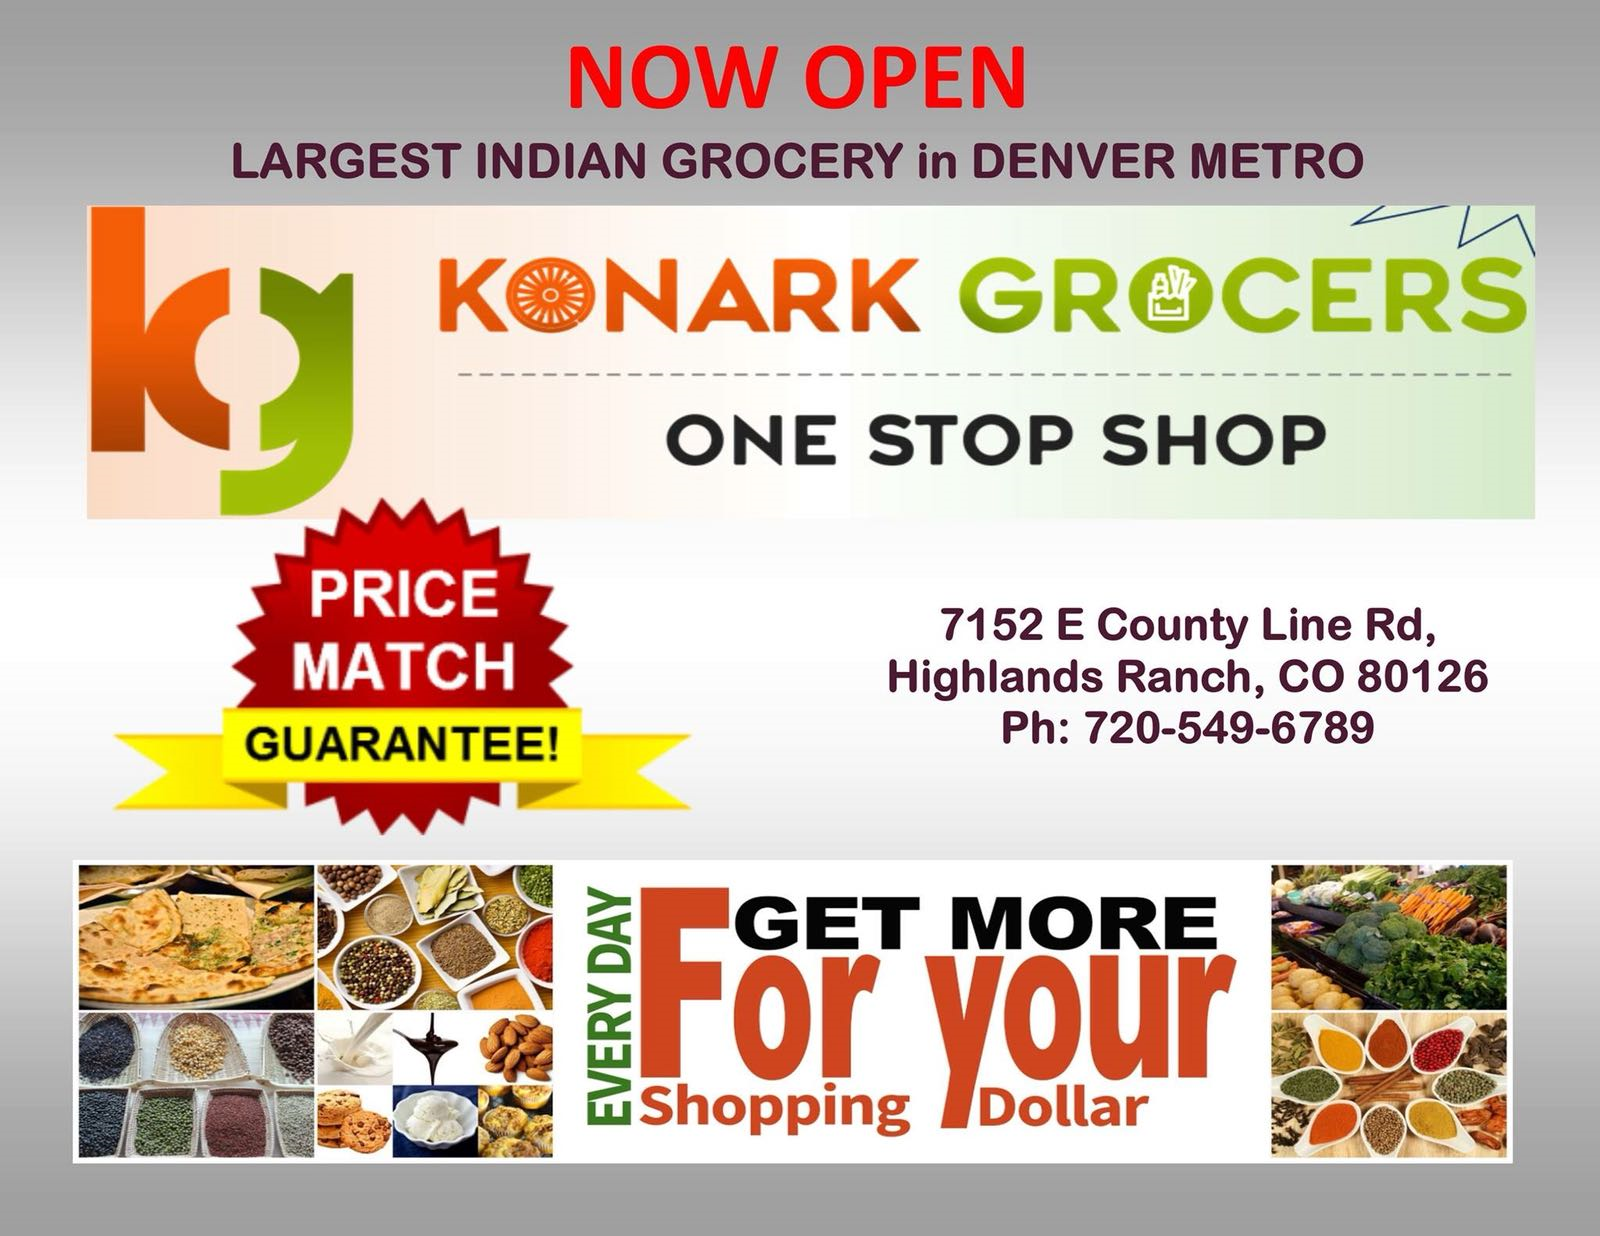 NOW OPEN
LARGEST INDIAN GROCERY in DENVER METRO
kg
KONARK GROCERS
ONE STOP SHOP
PRICE
MATCH
GUARANTEE!
7152 E County Line Rd,
Highlands Ranch, CO 80126
Ph: 720-549-6789
EVERY DAY
GET MORE
For your
Shopping Dollar